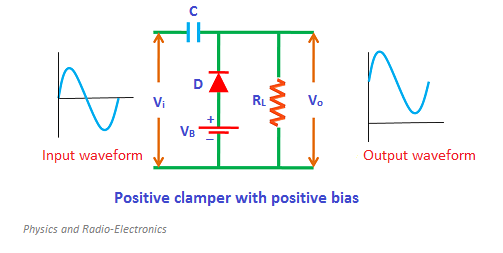 C
D
Vi
RL
Vo
+
VB
−
Input waveform
Output waveform
Positive clamper with positive bias
Physics and Radio-Electronics